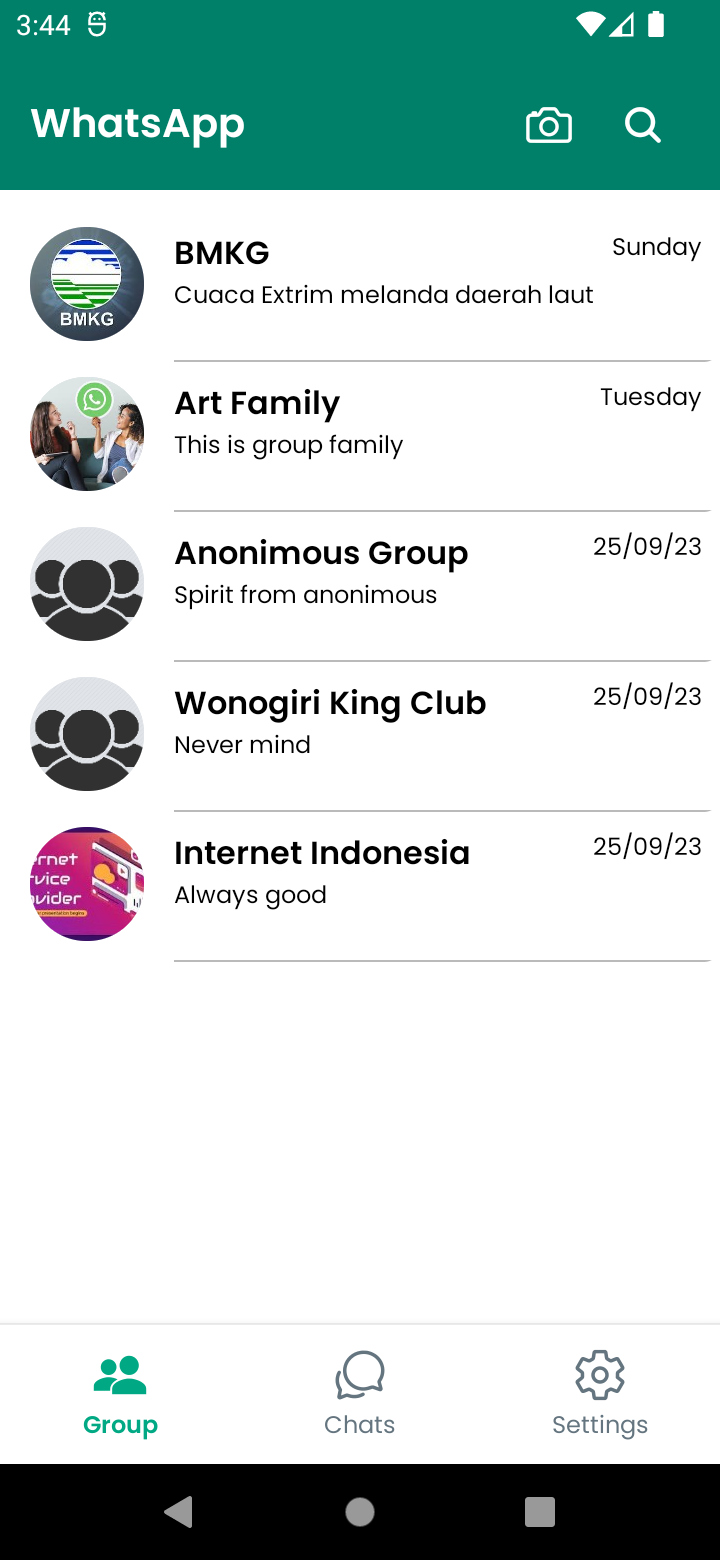 3:44
WhatsApp
BMKG
Sunday
Cuaca Extrim melanda daerah laut
BMKG
Art Family
Tuesday
This is group family
Anonimous Group
25/09/23
Spirit from anonimous
Wonogiri King Club
25/09/23
Never mind
Internet Indonesia
25/09/23
Always good
rnet
rvice
vider
Group
Chats
Settings